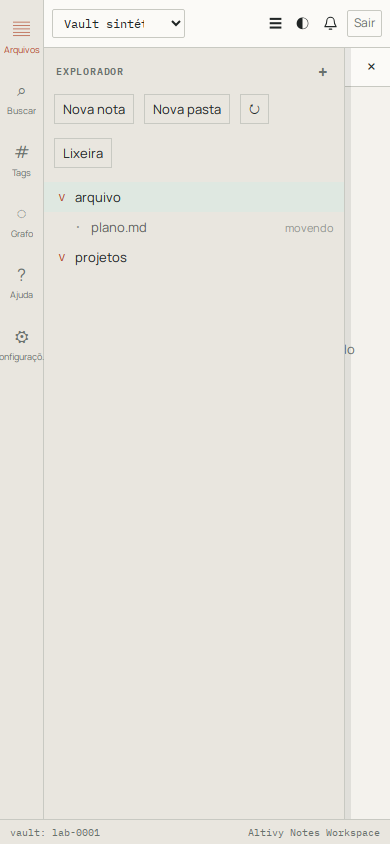 Vault sintét
Sair
Arquivos
Buscar
Tags
Grafo
Ajuda
onfiguraçõ
EXPLORADOR
Nova nota
Nova pasta
Lixeira
arquivo
plano.md movendo
projetos
lo
vault: lab-0001
Altivy Notes Workspace